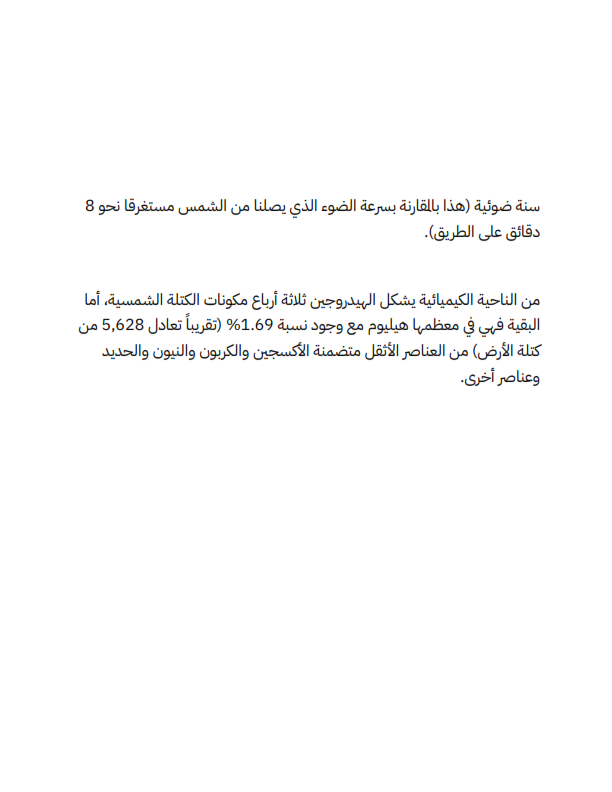 سنة ضوئية (هذا بالمقارنة بسرعة الضوء الذي يصلنا من الشمس مستغرقا نحو 8
دقائق على الطريق).
من الناحية الكيميائية يشكل الهيدروجين ثلاثة أرباع مكونات الكتلة الشمسية، أما
البقية فهي في معظمها هيليوم مع وجود نسبة 1.69% (تقريباً تعادل 5,628 من
كتلة الأرض) من العناصر الأثقل متضمنة الأكسجين والكربون والنيون والحديد
وعناصر أخرى.